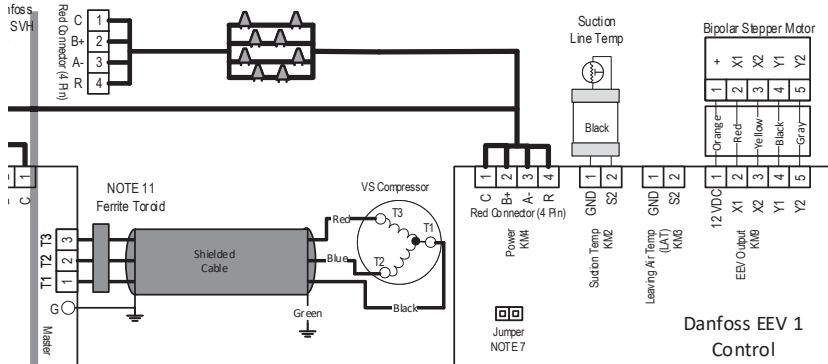 nfoss
SVH
Red Connector (4 Pin)
C 1
B+ 2
A- 3
R 4
Suction
Line Temp
Black
Bipolar Stepper Motor
+ X1 X2 Y1 Y2
1 2 3 4 5
Orange Red Yellow Black Gray
1
C
NOTE 11
Ferrite Toroid
T3 3
T2 2
T1 1
G
Master
Shielded
Cable
Green
VS Compressor
Red
Blue
Black
T3
T1
T2
1 2 3 4
C B+ A- R
Red Connector (4 Pin)
Power
KM4
1 2
GND S2
Suction Temp
KM2
1 2
GND S2
Leaving Air Temp
(LAT)
KM3
1 2 3 4 5
12 VDC X1 X2 Y1 Y2
EEV Output
KM9
Jumper
NOTE 7
Danfoss EEV 1
Control